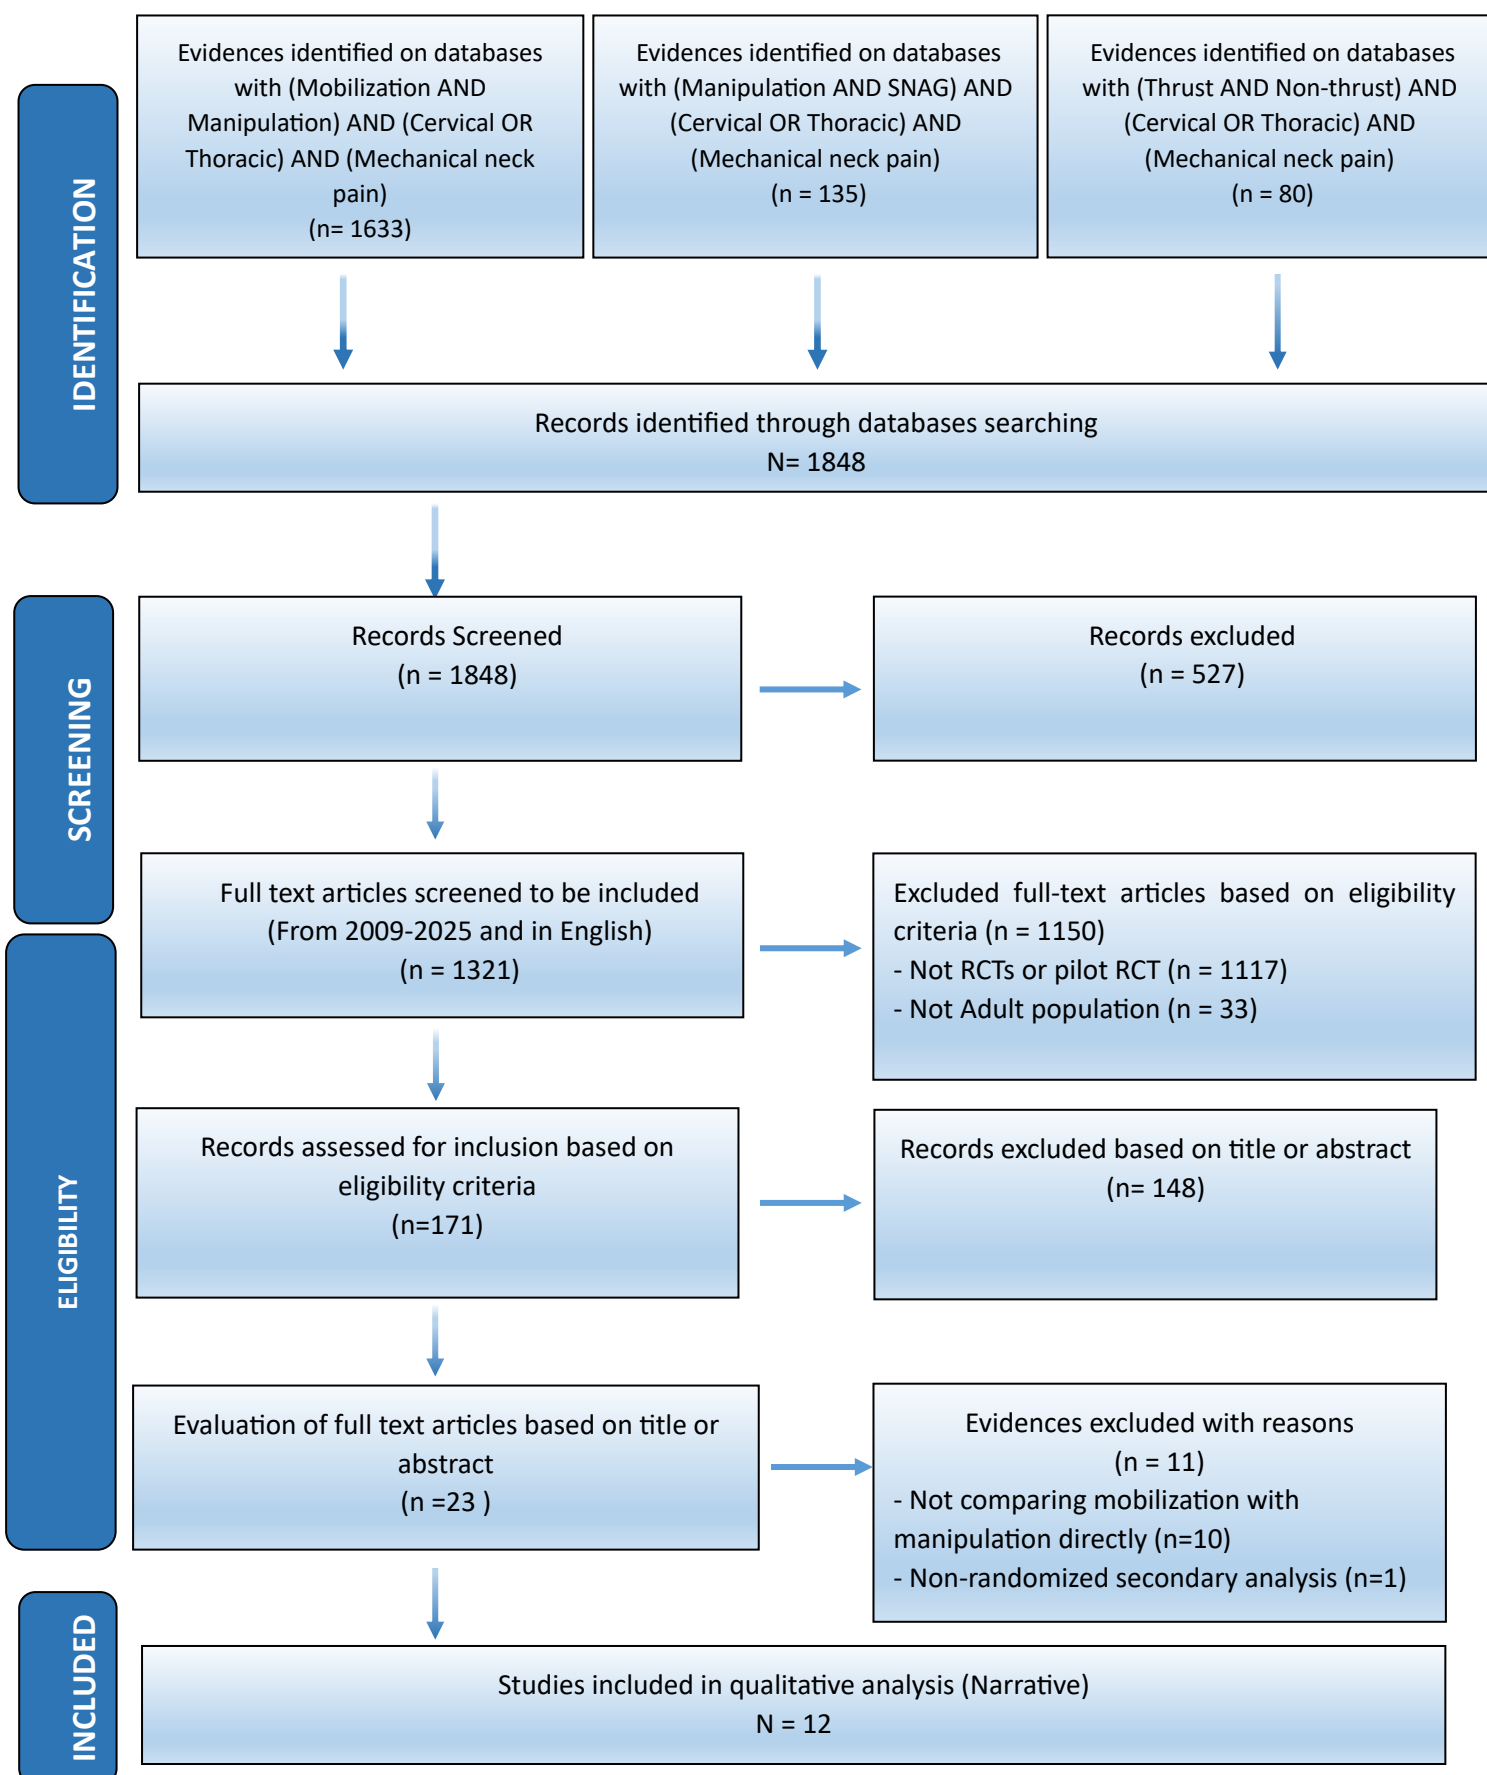 IDENTIFICATION
Evidences identified on databases
with (Mobilization AND
Manipulation) AND (Cervical OR
Thoracic) AND (Mechanical neck
pain)
(n= 1633)
Evidences identified on databases
with (Manipulation AND SNAG) AND
(Cervical OR Thoracic) AND
(Mechanical neck pain)
(n = 135)
Evidences identified on databases
with (Thrust AND Non-thrust) AND
(Cervical OR Thoracic) AND
(Mechanical neck pain)
(n = 80)
Records identified through databases searching
N= 1848
SCREENING
Records Screened
(n = 1848)
Records excluded
(n = 527)
Full text articles screened to be included
(From 2009-2025 and in English)
(n = 1321)
Excluded full-text articles based on eligibility
criteria (n = 1150)
- Not RCTs or pilot RCT (n = 1117)
- Not Adult population (n = 33)
ELIGIBILITY
Records assessed for inclusion based on
eligibility criteria
(n=171)
Records excluded based on title or abstract
(n= 148)
Evaluation of full text articles based on title or
abstract
(n =23 )
Evidences excluded with reasons
(n = 11)
- Not comparing mobilization with
manipulation directly (n=10)
- Non-randomized secondary analysis (n=1)
INCLUDED
Studies included in qualitative analysis (Narrative)
N = 12